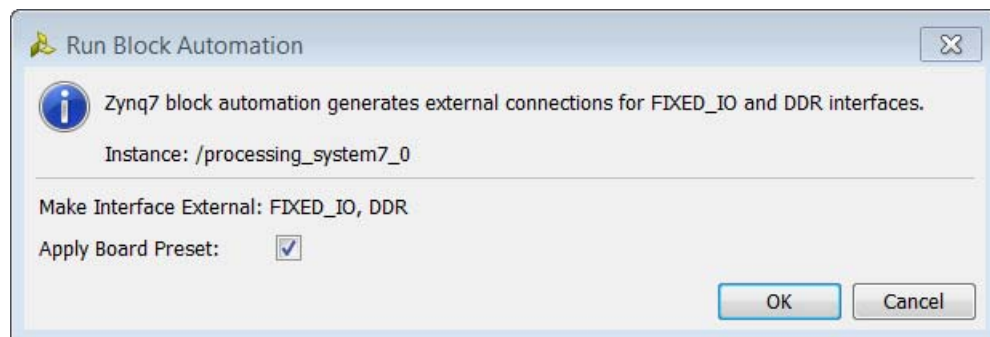 Run Block Automation
Zynq7 block automation generates external connections for FIXED_IO and DDR interfaces.
Instance: /processing_system7_0
Make Interface External: FIXED_IO, DDR
Apply Board Preset:
OK Cancel